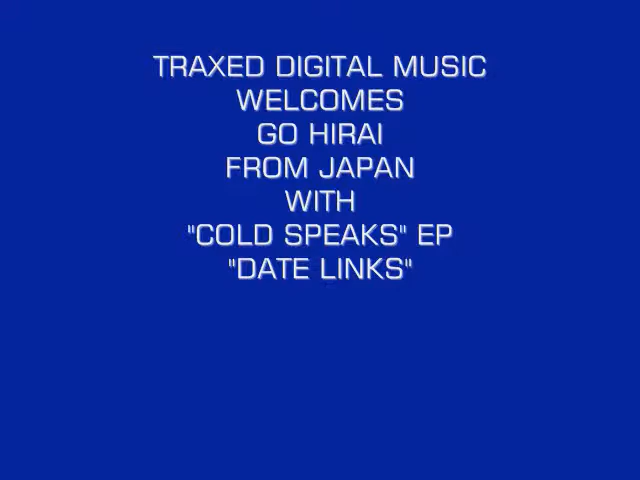 TRAXED DIGITAL MUSIC
WELCOMES
GO HIRAI
FROM JAPAN
WITH
"COLD SPEAKS" EP
"DATE LINKS"